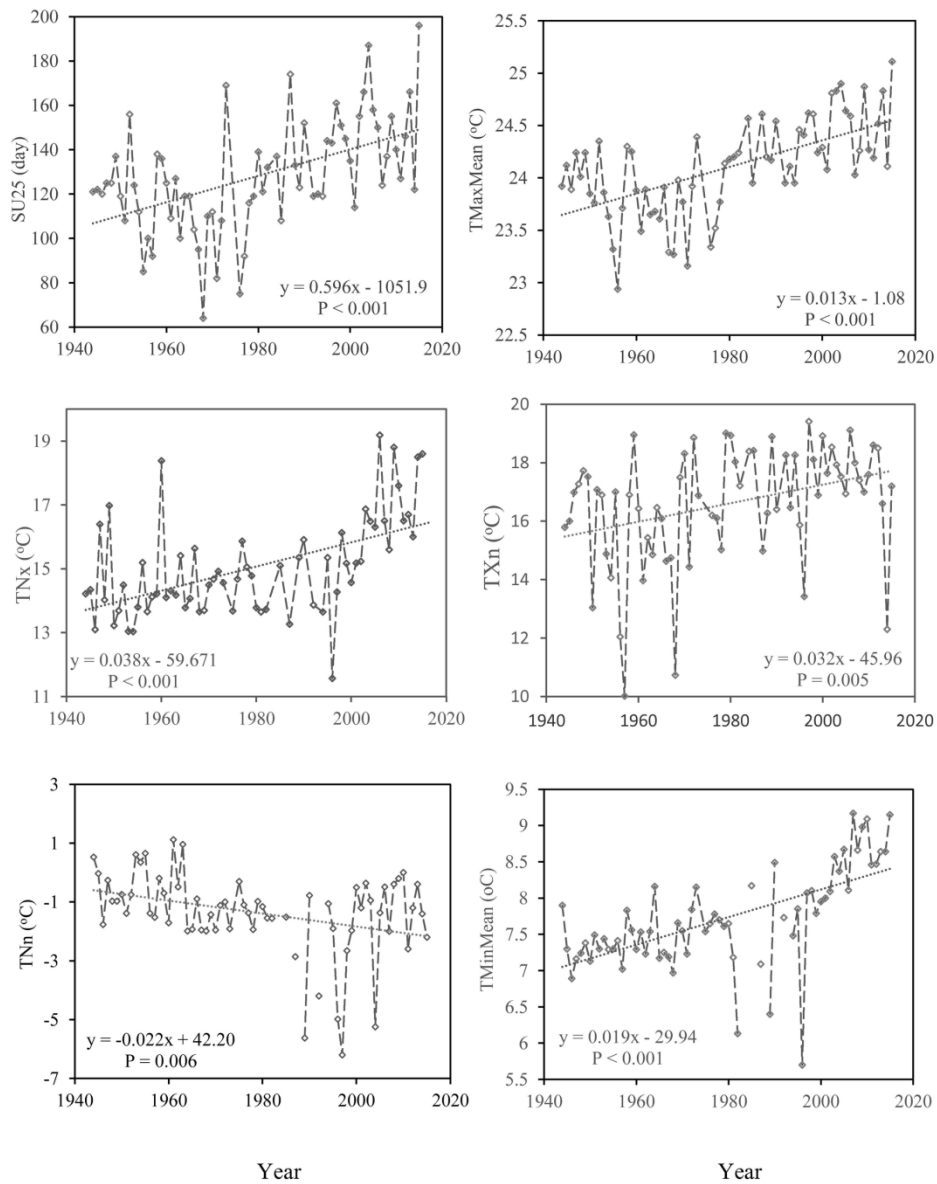 200
180
160
140
120
100
80
60
SU25 (day)
y = 0.596x - 1051.9
P < 0.001
1940 1960 1980 2000 2020
25.5
25
24.5
24
23.5
23
22.5
TMaxMean (°C)
y = 0.013x - 1.08
P < 0.001
1940 1960 1980 2000 2020
19
17
15
13
11
TNx (°C)
y = 0.038x - 59.671
P < 0.001
1940 1960 1980 2000 2020
20
18
16
14
12
10
TXn (°C)
y = 0.032x - 45.96
P = 0.005
1940 1960 1980 2000 2020
3
1
-1
-3
-5
-7
TNn (°C)
y = -0.022x + 42.20
P = 0.006
1940 1960 1980 2000 2020
Year
9.5
9
8.5
8
7.5
7
6.5
6
5.5
TMinMean (oC)
y = 0.019x - 29.94
P < 0.001
1940 1960 1980 2000 2020
Year